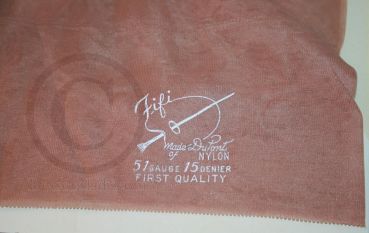 Fifi
Made of DuPont NYLON
51 GAUGE 15 DENIER
FIRST QUALITY